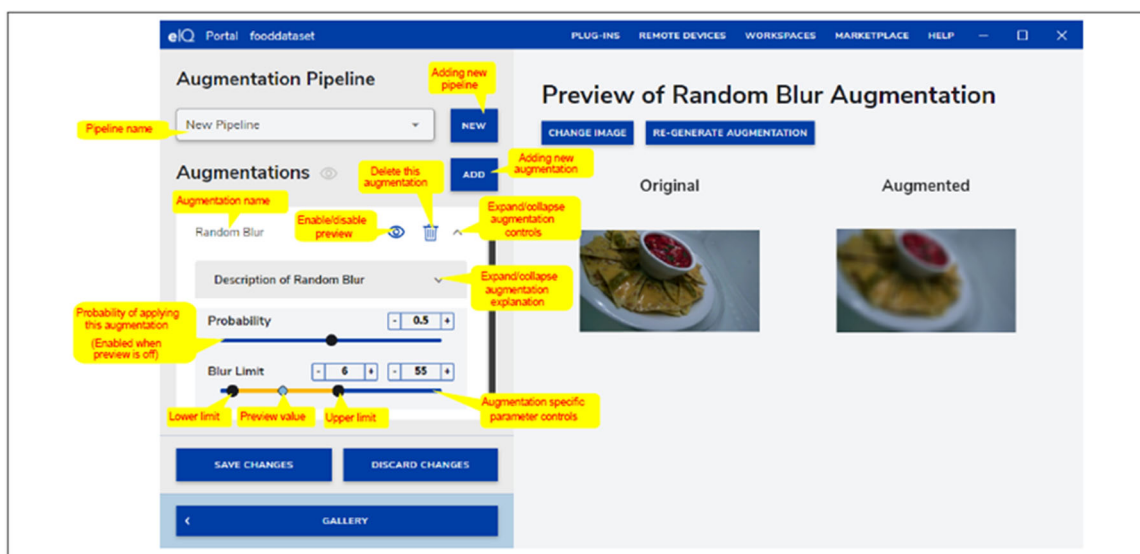 eIQ Portal fooddataset
PLUG-INS REMOTE DEVICES WORKSPACES MARKETPLACE HELP
Augmentation Pipeline
Adding new
pipeline
Pipeline name
New Pipeline
NEW
Augmentations
Delete this
augmentation
ADD
Adding new
augmentation
Augmentation name
Random Blur
Enable/disable
preview
Expand/collapse
augmentation
controls
Description of Random Blur
Expand/collapse
augmentation
explanation
Probability of applying
this augmentation
(Enabled when
preview is off)
Probability
- 0.5 +
Blur Limit
- 6 +
- 55 +
Lower limit
Preview value
Upper limit
Augmentation specific
parameter controls
SAVE CHANGES
DISCARD CHANGES
GALLERY
Preview of Random Blur Augmentation
CHANGE IMAGE
RE-GENERATE AUGMENTATION
Original
Augmented